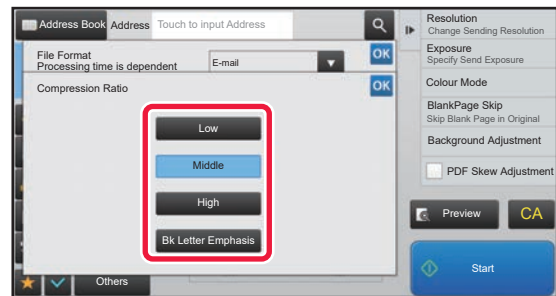 Address Book Address Touch to input Address
File Format
Processing time is dependent
E-mail
OK
Compression Ratio
OK
Low
Middle
High
Bk Letter Emphasis
Others
Resolution
Change Sending Resolution
Exposure
Specify Send Exposure
Colour Mode
BlankPage Skip
Skip Blank Page in Original
Background Adjustment
PDF Skew Adjustment
Preview
CA
Start